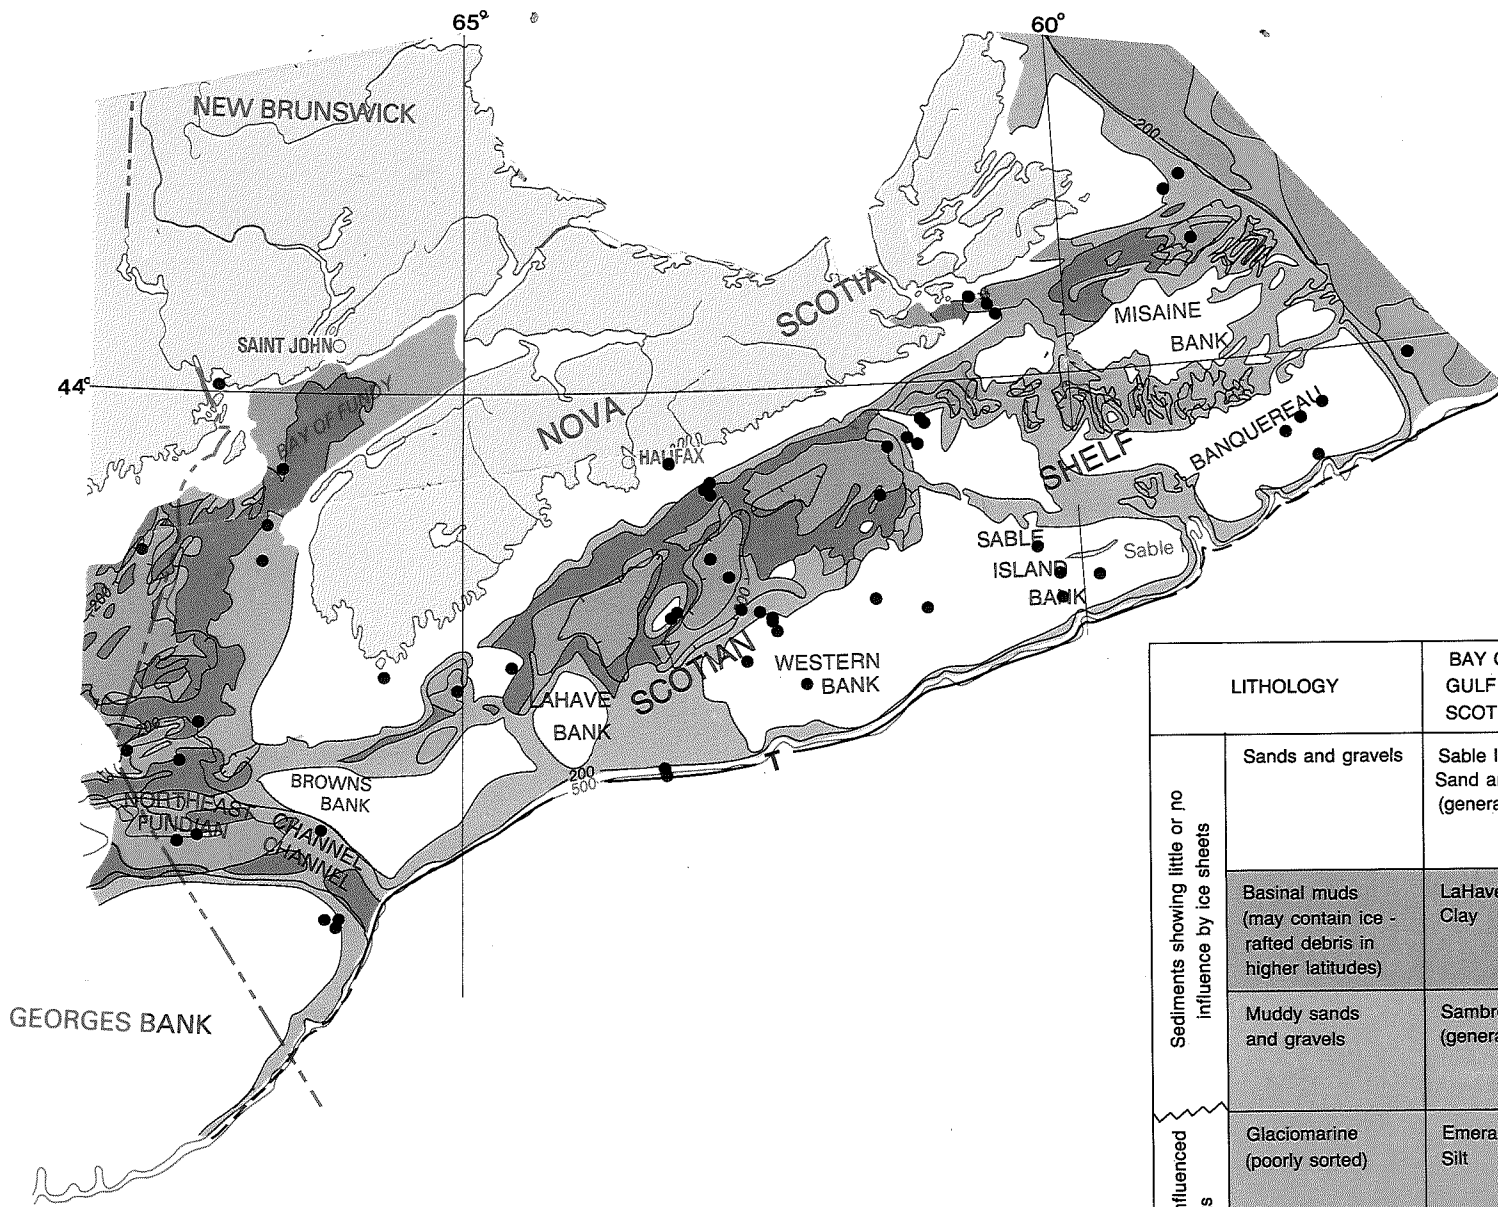 65°
60°
NEW BRUNSWICK
200
SCOTIA
MISAINE
BANK
SAINT JOHN
44°
BAY OF FUNDY
NOVA
HALIFAX
SHELF
BANQUEREAU
SABLE
ISLAND
BANK
Sable I
200
200
SCOTIAN
WESTERN
BANK
LAHAVE
BANK
200
BROWNS
BANK
200
500
T
NORTHEAST
FUNDIAN
CHANNEL
CHANNEL
GEORGES BANK
LITHOLOGY
BAY
GULF
SCOT
Sediments showing little or no
influence by ice sheets
Sands and gravels
Sable I
Sand a
(genera
Basinal muds
(may contain ice -
rafted debris in
higher latitudes)
LaHave
Clay
Muddy sands
and gravels
Sambr
(genera
nfluenced
s
Glaciomarine
(poorly sorted)
Emera
Silt